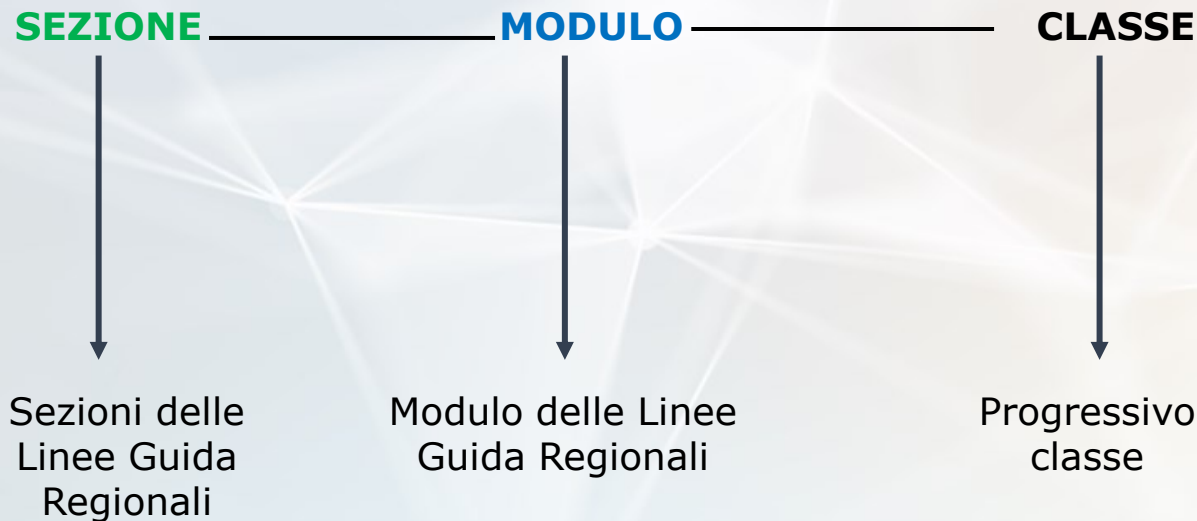 SEZIONE MODULO CLASSE
Sezioni delle
Linee Guida
Regionali
Modulo delle Linee
Guida Regionali
Progressivo
classe